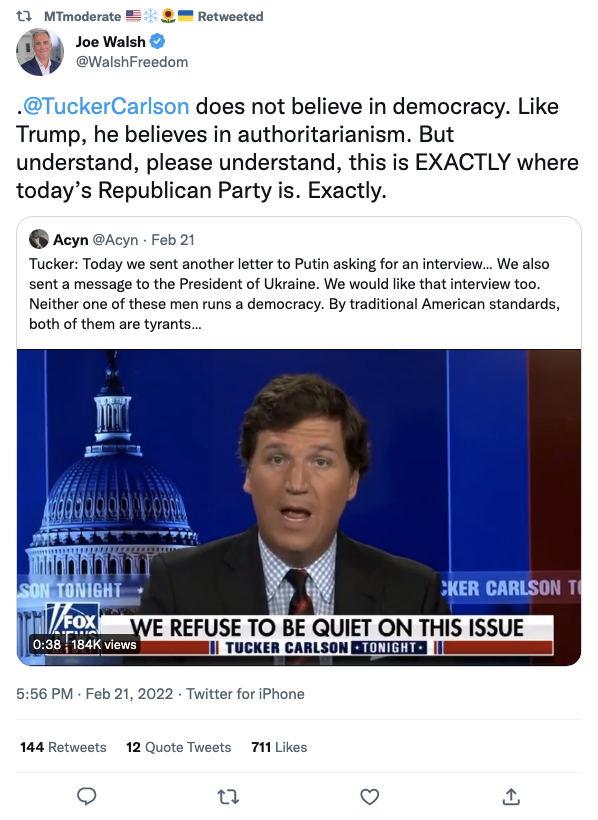 MTmoderate 🇺🇸❄️🌻🇺🇦 Retweeted
Joe Walsh
@WalshFreedom
.@TuckerCarlson does not believe in democracy. Like
Trump, he believes in authoritarianism. But
understand, please understand, this is EXACTLY where
today’s Republican Party is. Exactly.
Acyn @Acyn · Feb 21
Tucker: Today we sent another letter to Putin asking for an interview... We also
sent a message to the President of Ukraine. We would like that interview too.
Neither one of these men runs a democracy. By traditional American standards,
both of them are tyrants...
SON TONIGHT
CKER CARLSON T
FOX
NEWS
WE REFUSE TO BE QUIET ON THIS ISSUE
TUCKER CARLSON TONIGHT
0:38 184K views
5:56 PM · Feb 21, 2022 · Twitter for iPhone
144 Retweets 12 Quote Tweets 711 Likes